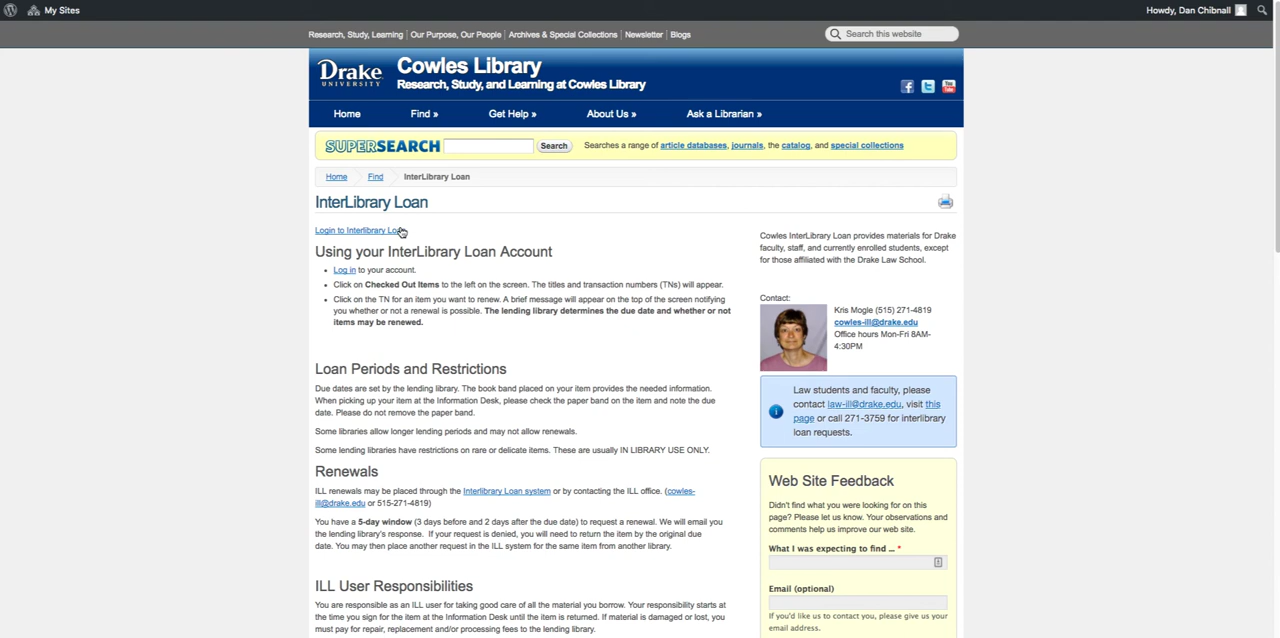 My Sites
Howdy, Dan Chibnall
Research, Study, Learning | Our Purpose, Our People | Archives & Special Collections | Newsletter | Blogs
Search this website
Drake
UNIVERSITY
Cowles Library
Research, Study, and Learning at Cowles Library
Home Find » Get Help » About Us » Ask a Librarian »
SUPERSEARCH Search Searches a range of article databases, journals, the catalog, and special collections
Home Find InterLibrary Loan
InterLibrary Loan
Login to Interlibrary
Using your InterLibrary Loan Account
• Log in to your account.
• Click on Checked Out Items to the left on the screen. The titles and transaction numbers (TNs) will appear.
• Click on the TN for an item you want to renew. A brief message will appear on the top of the screen notifying
you whether or not a renewal is possible. The lending library determines the due date and whether or not
items may be renewed.
Loan Periods and Restrictions
Due dates are set by the lending library. The book band placed on your item provides the needed information.
When picking up your item at the Information Desk, please check the paper band on the item and note the due
date. Please do not remove the paper band.
Some libraries allow longer lending periods and may not allow renewals.
Some lending libraries have restrictions on rare or delicate items. These are usually IN LIBRARY USE ONLY.
Renewals
ILL renewals may be placed through the Interlibrary Loan system or by contacting the ILL office. (cowles-
ill@drake.edu or 515-271-4819)
You have a 5-day window (3 days before and 2 days after the due date) to request a renewal. We will email you
the lending library's response. If your request is denied, you will need to return the item by the original due
date. You may then place another request in the ILL system for the same item from another library.
ILL User Responsibilities
You are responsible as an ILL user for taking good care of all the material you borrow. Your responsibility starts at
the time you sign for the item at the Information Desk until the item is returned. If material is damaged or lost, you
must pay for repair, replacement and/or processing fees to the lending library.
Cowles InterLibrary Loan provides materials for Drake
faculty, staff, and currently enrolled students, except
for those affiliated with the Drake Law School.
Contact:
Kris Mogle (515) 271-4819
cowles-ill@drake.edu
Office hours Mon-Fri 8AM-
4:30PM
Law students and faculty, please
contact law-ill@drake.edu, visit this
page or call 271-3759 for interlibrary
loan requests.
Web Site Feedback
Didn't find what you were looking for on this
page? Please let us know. Your observations and
comments help us improve our web site.
What I was expecting to find ... *
Email (optional)
If you'd like us to contact you, please give us your
email address.